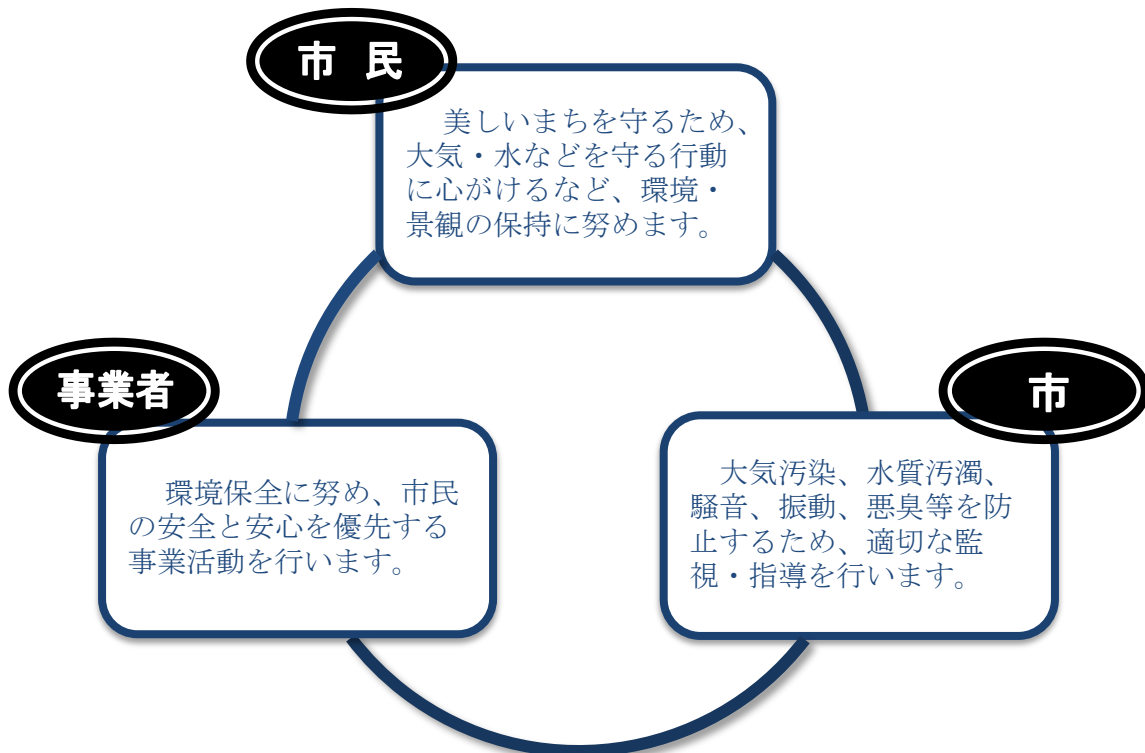 市 民
美しいまちを守るため、
大気・水などを守る行動
に心がけるなど、環境・
景観の保持に努めます。
事業者
環境保全に努め、市民
の安全と安心を優先する
事業活動を行います。
市
大気汚染、水質汚濁、
騒音、振動、悪臭等を防
止するため、適切な監
視・指導を行います。